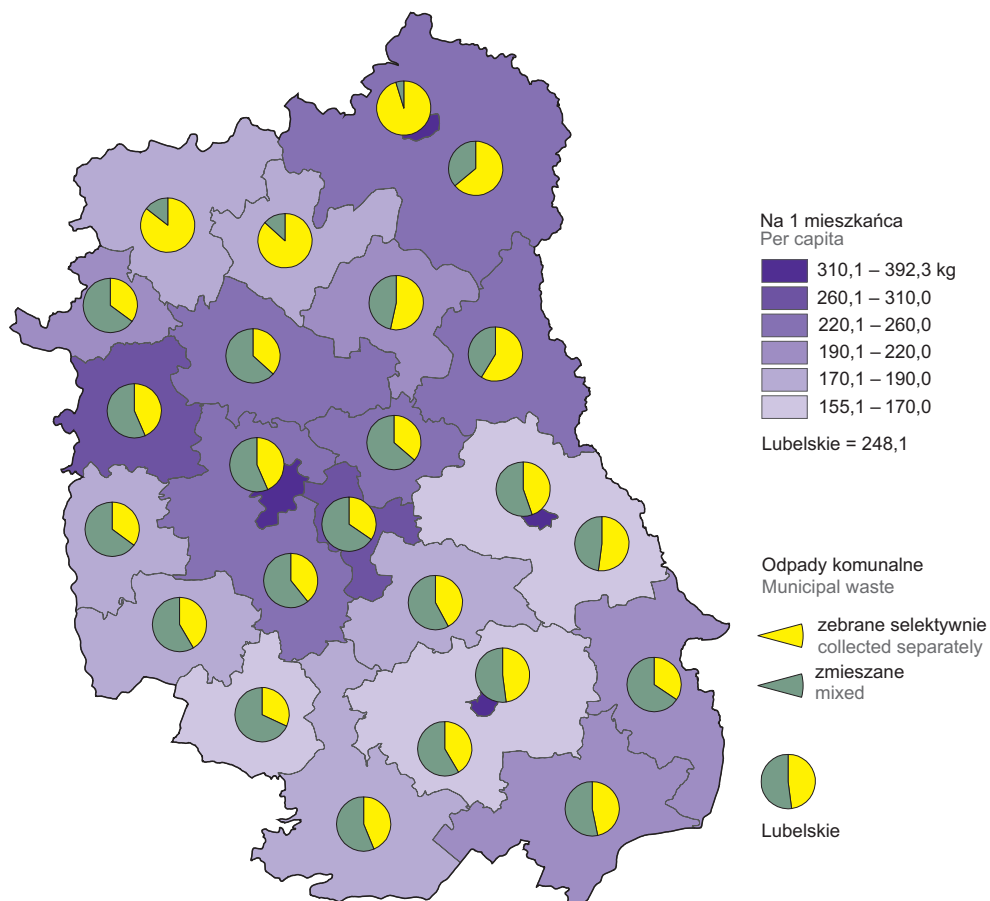 Na 1 mieszkańca
Per capita
310,1 – 392,3 kg
260,1 – 310,0
220,1 – 260,0
190,1 – 220,0
170,1 – 190,0
155,1 – 170,0
Lubelskie = 248,1
Odpady komunalne
Municipal waste
zebrane selektywnie
collected separately
zmieszane
mixed
Lubelskie